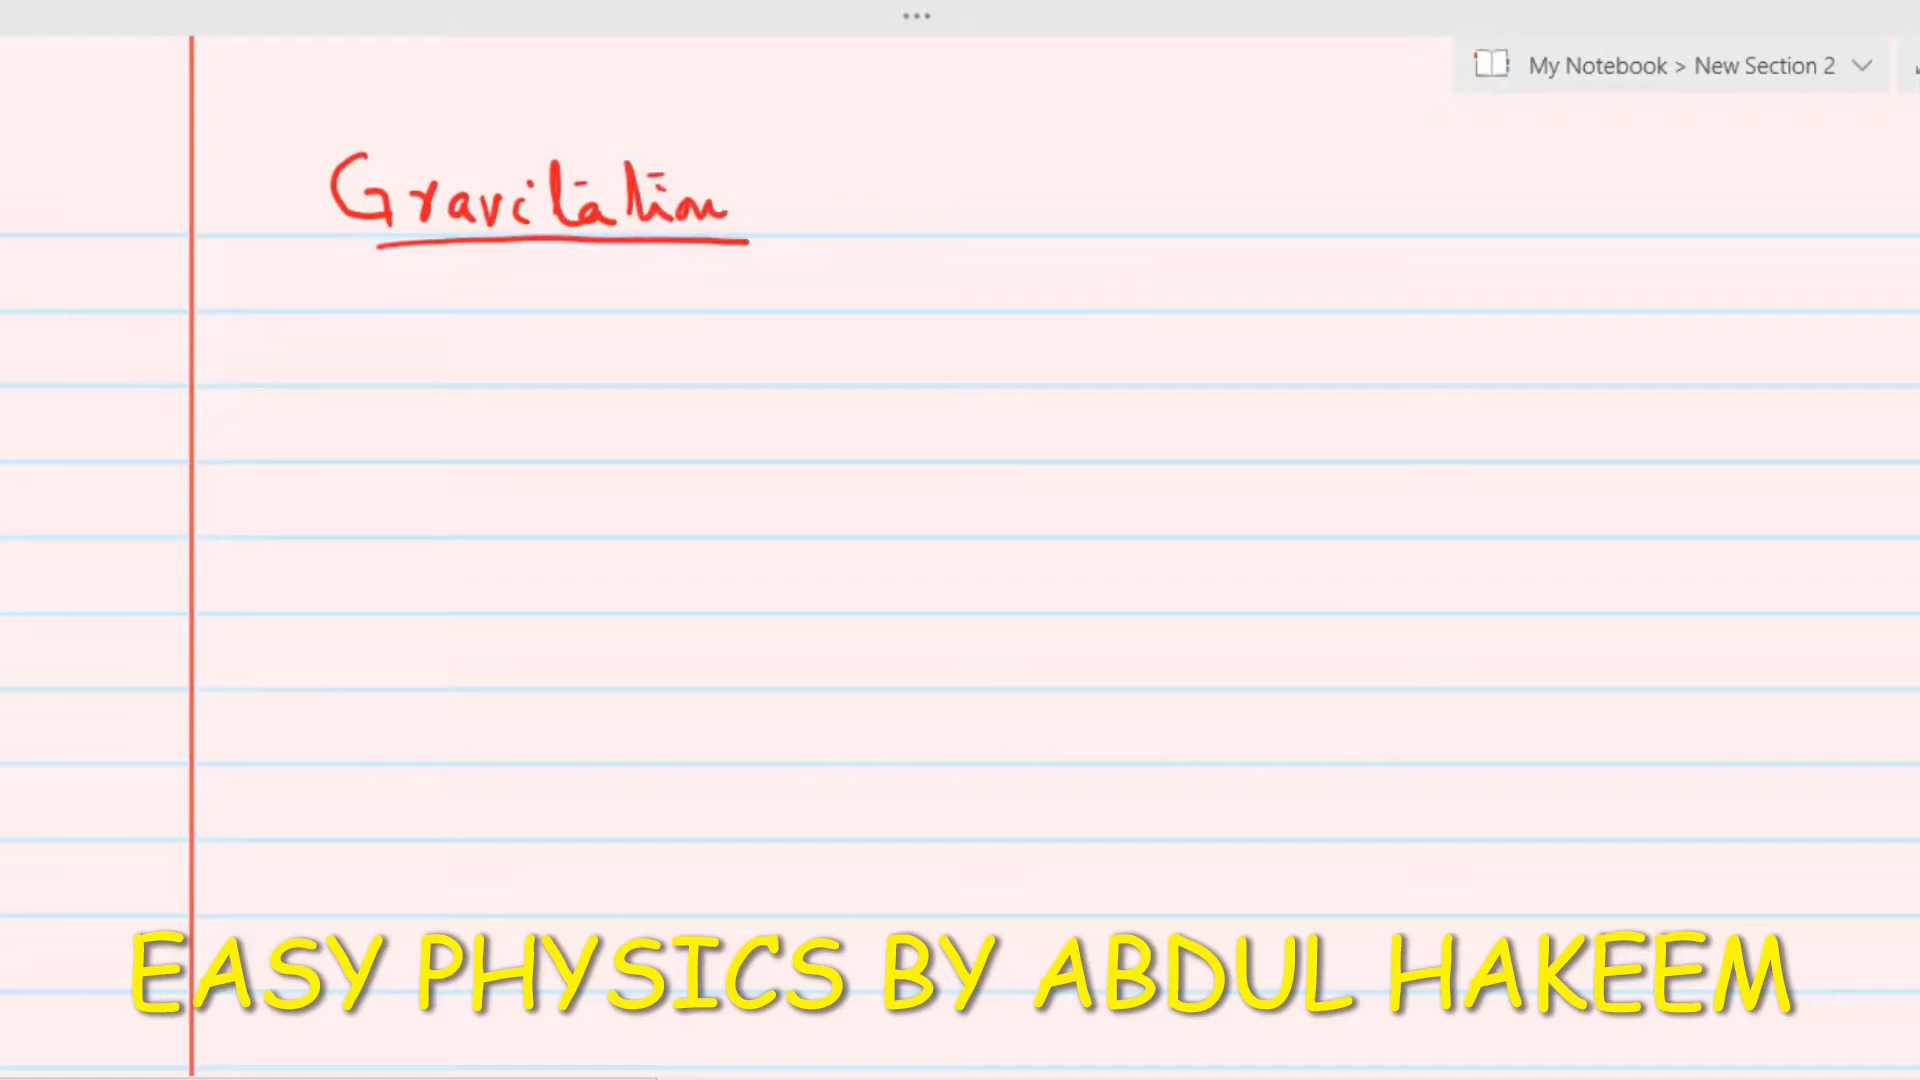 My Notebook > New Section 2
Gravitation
EASY PHYSICS BY ABDUL HAKEEM